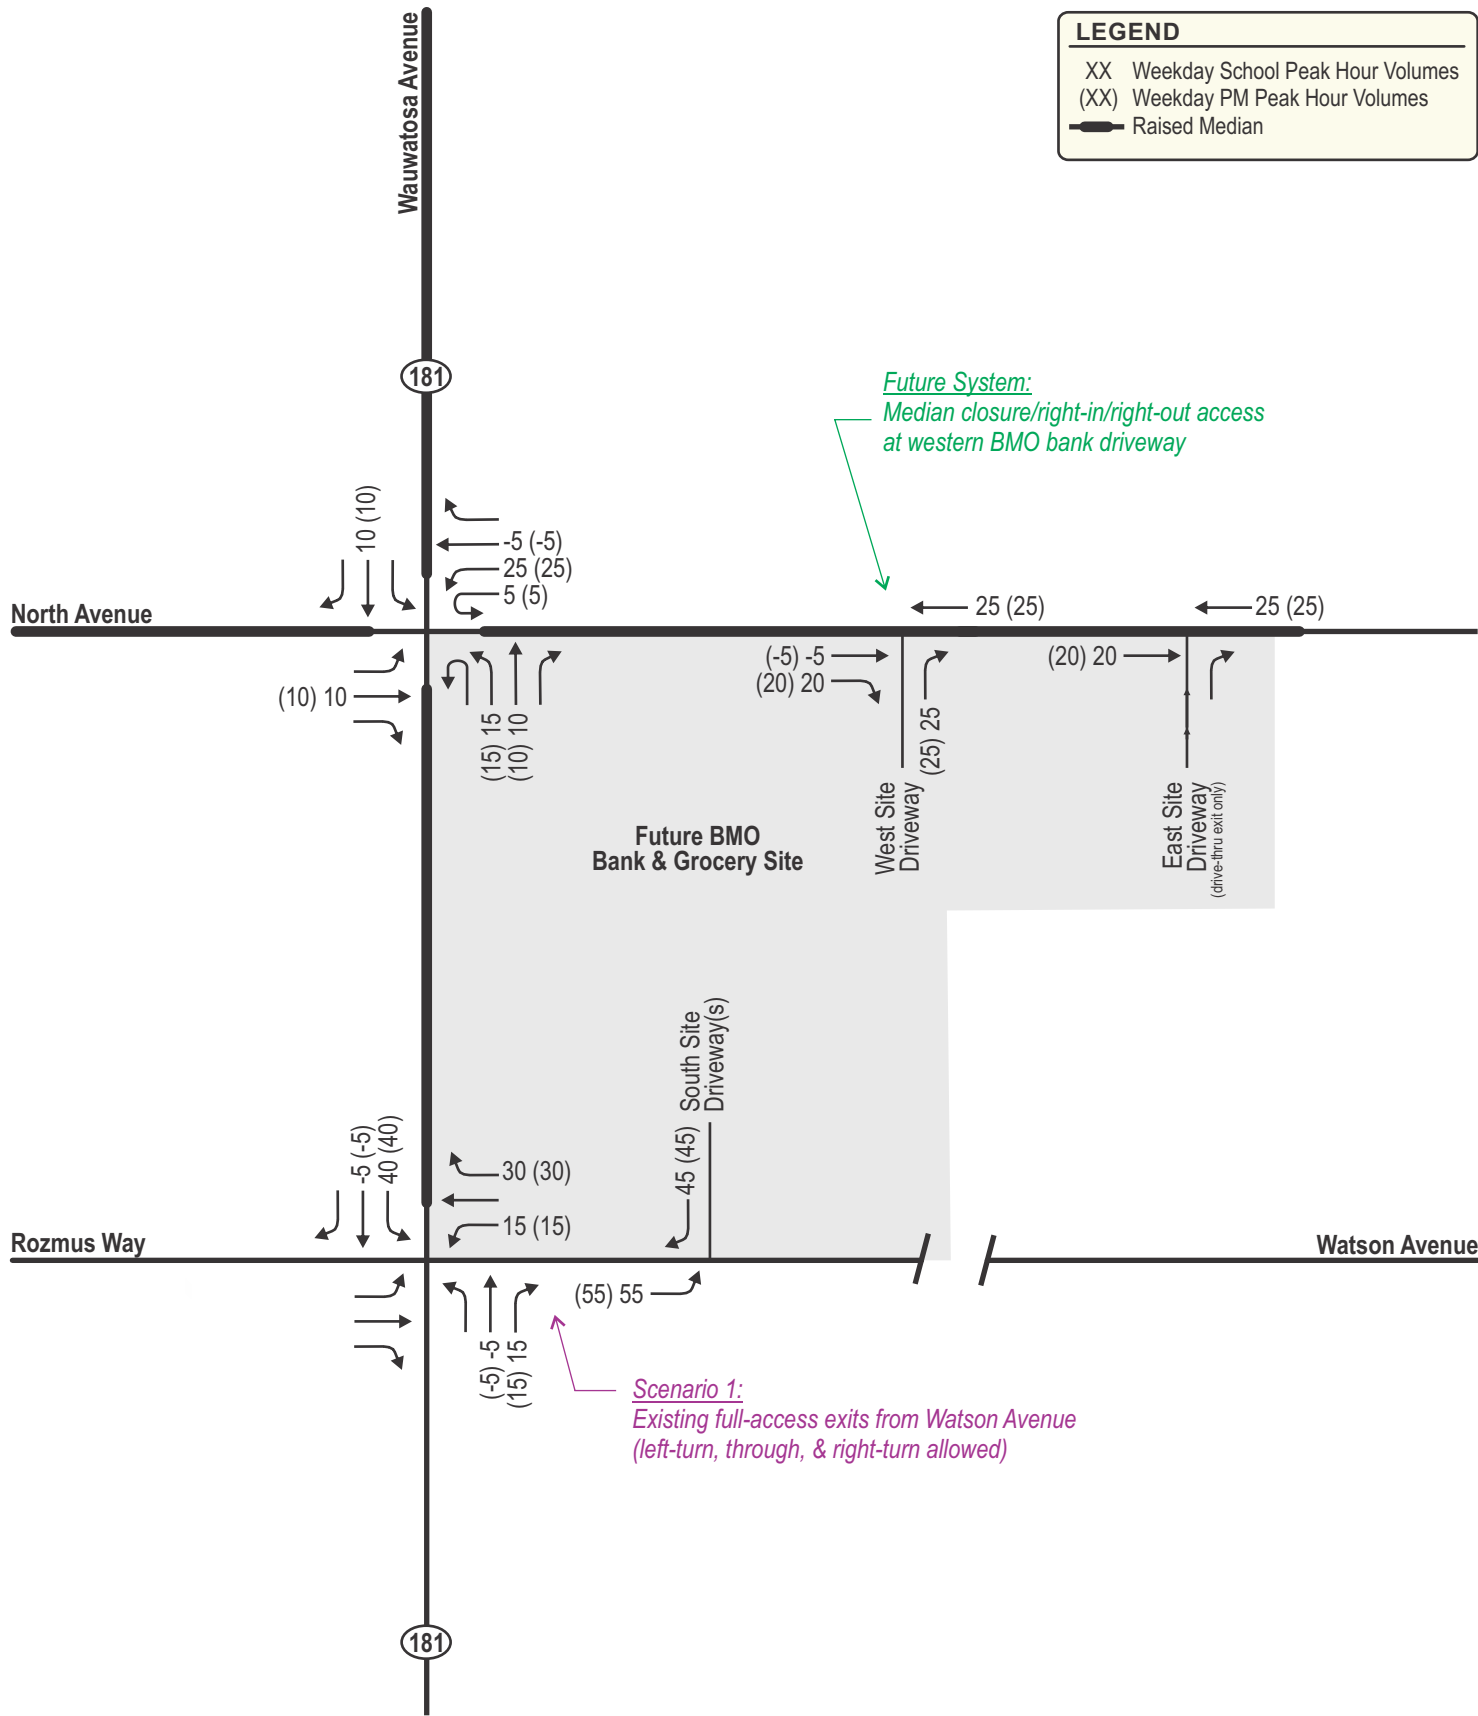 Wauwatosa Avenue
LEGEND
XX Weekday School Peak Hour Volumes
(XX) Weekday PM Peak Hour Volumes
Raised Median
181
Future System:
Median closure/right-in/right-out access
at western BMO bank driveway
10 (10)
-5 (-5)
25 (25)
5 (5)
North Avenue
25 (25)
25 (25)
(10) 10
(15) 15
(10) 10
(-5) -5
(20) 20
(25) 25
(20) 20
West Site
Driveway
East Site
Driveway
(drive-thru exit only)
Future BMO
Bank & Grocery Site
South Site
Driveway(s)
-5 (-5)
40 (40)
30 (30)
15 (15)
45 (45)
Rozmus Way
Watson Avenue
(55) 55
(-5) -5
(15) 15
Scenario 1:
Existing full-access exits from Watson Avenue
(left-turn, through, & right-turn allowed)
181